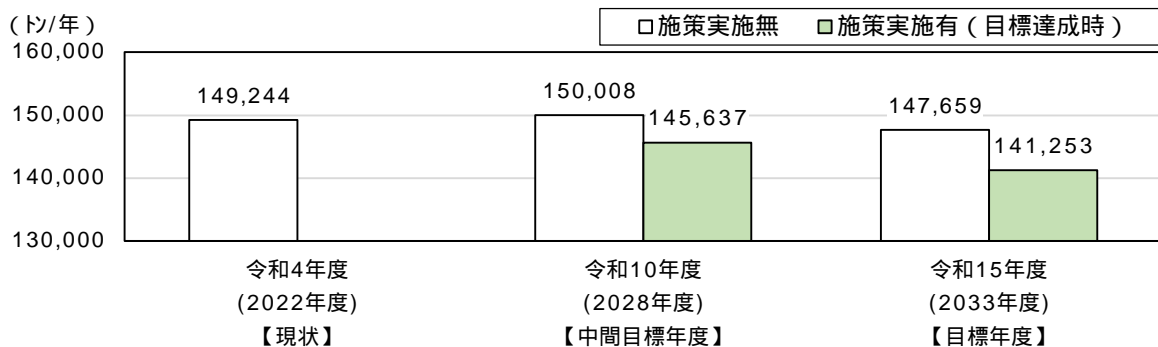 （トン/年）
□施策実施無 ■施策実施有（目標達成時）
160,000
150,000
140,000
130,000
149,244
150,008
145,637
147,659
141,253
令和4年度
(2022年度)
【現状】
令和10年度
(2028年度)
【中間目標年度】
令和15年度
(2033年度)
【目標年度】